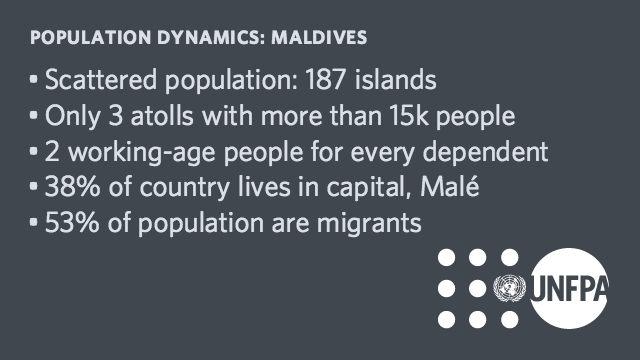 POPULATION DYNAMICS: MALDIVES
• Scattered population: 187 islands
• Only 3 atolls with more than 15k people
• 2 working-age people for every dependent
• 38% of country lives in capital, Malé
• 53% of population are migrants
UNFPA